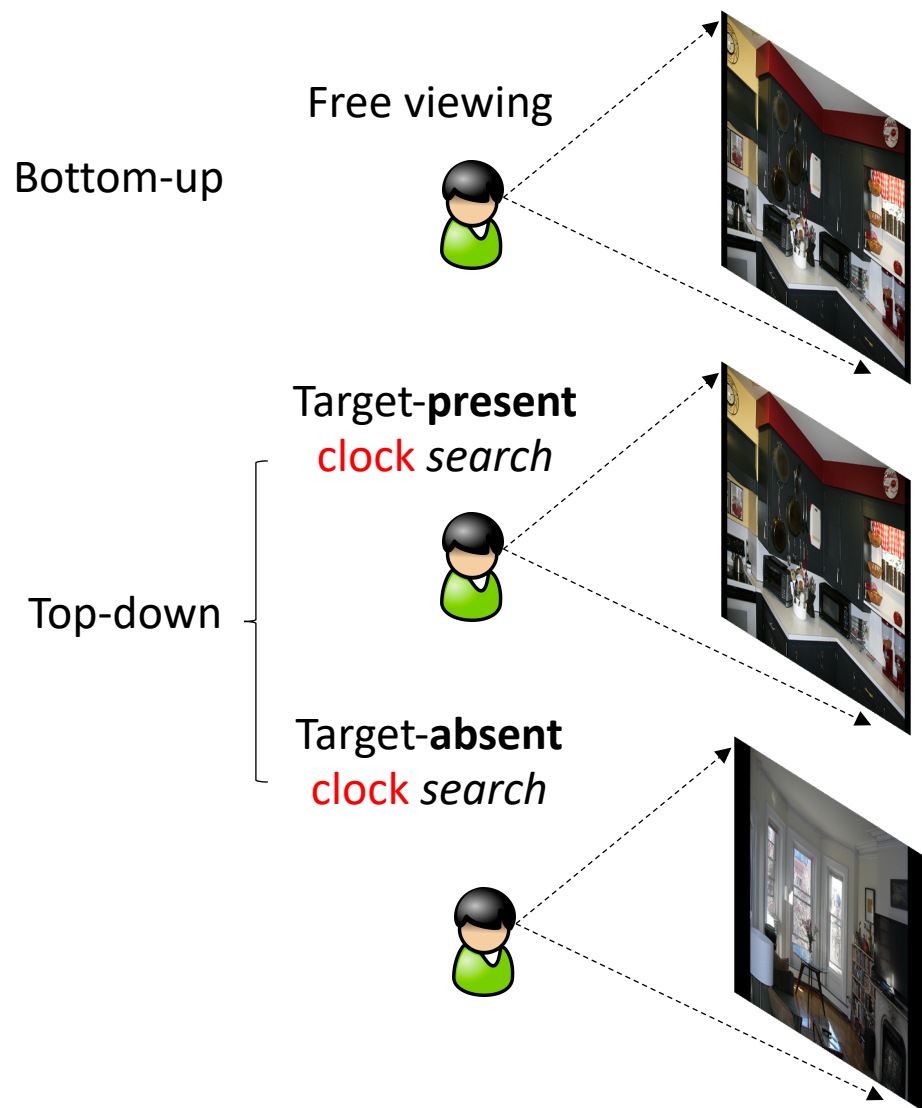 Free viewing
Bottom-up
Target-present
clock search
Top-down
Target-absent
clock search